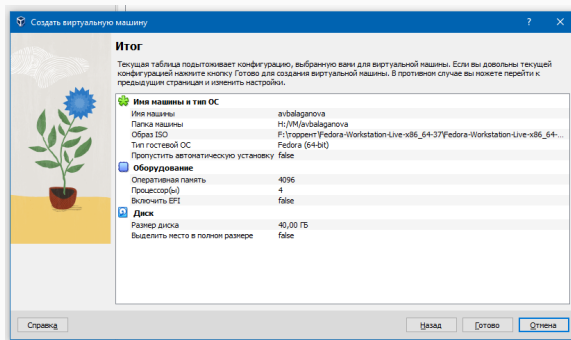 Создать виртуальную машину
Итог
Текущая таблица подытоживает конфигурацию, выбранную вами для виртуальной машины. Если вы довольны текущей
конфигурацией нажмите кнопку Готово для создания виртуальной машины. В противном случае вы можете перейти к
предыдущим страницам и изменить настройки.
Имя машины и тип ОС
Имя машины avbalaganova
Папка машины H:/VM/avbalaganova
Образ ISO F:\торрент\Fedora-Workstation-Live-x86_64-37\Fedora-Workstation-Live-x86_64-...
Тип гостевой ОС Fedora (64-bit)
Пропустить автоматическую установку false
Оборудование
Оперативная память 4096
Процессор(ы) 4
Включить EFI false
Диск
Размер диска 40,00 ГБ
Выделить место в полном размере false
Справка Назад Готово Отмена